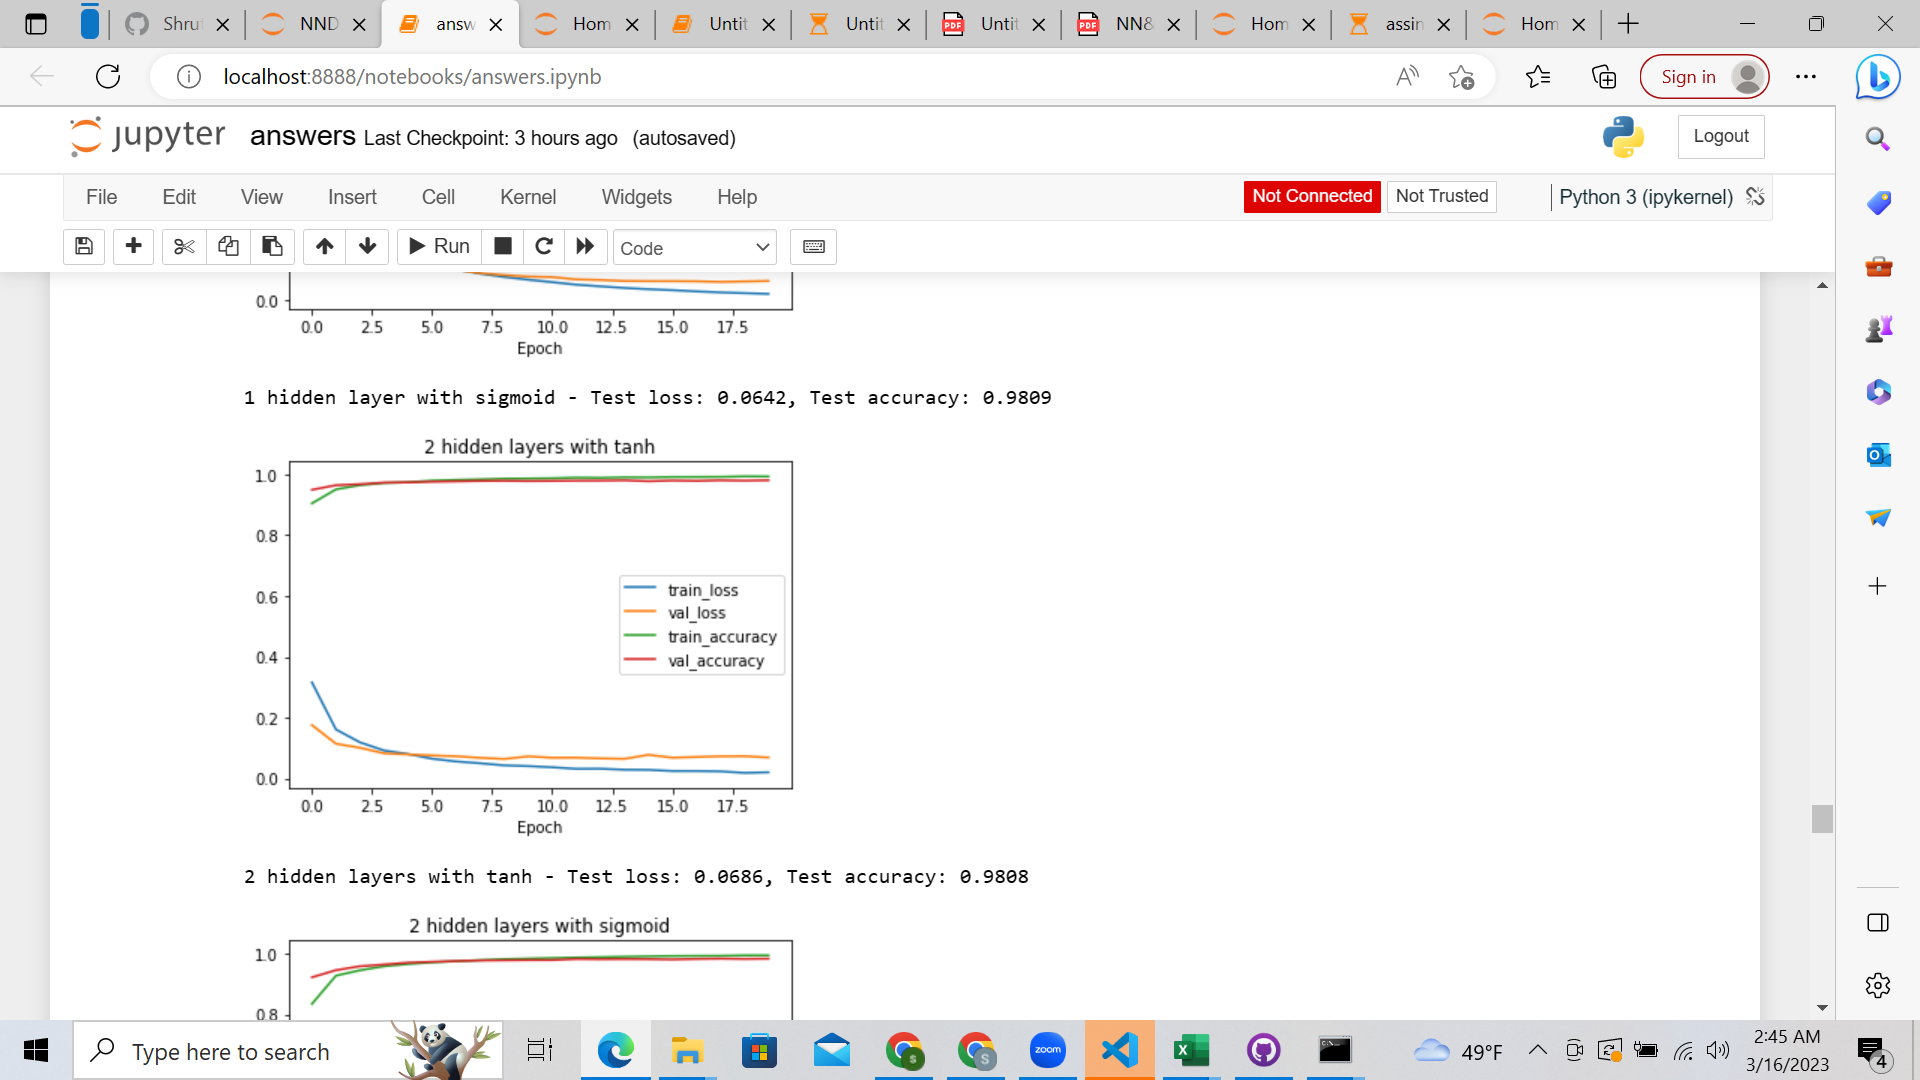 Shru
NND
answ
Hom
Untit
Untit
Untit
NN&
Hom
assin
Hom
localhost:8888/notebooks/answers.ipynb
Sign in
jupyter answers Last Checkpoint: 3 hours ago (autosaved)
Logout
File Edit View Insert Cell Kernel Widgets Help
Not Connected Not Trusted Python 3 (ipykernel)
Run Code
0.0
0.0 2.5 5.0 7.5 10.0 12.5 15.0 17.5
Epoch
1 hidden layer with sigmoid - Test loss: 0.0642, Test accuracy: 0.9809
2 hidden layers with tanh
1.0
0.8
0.6
0.4
0.2
0.0
train_loss
val_loss
train_accuracy
val_accuracy
0.0 2.5 5.0 7.5 10.0 12.5 15.0 17.5
Epoch
2 hidden layers with tanh - Test loss: 0.0686, Test accuracy: 0.9808
2 hidden layers with sigmoid
1.0
0.8
Type here to search
zoom
49°F
2:45 AM
3/16/2023
4